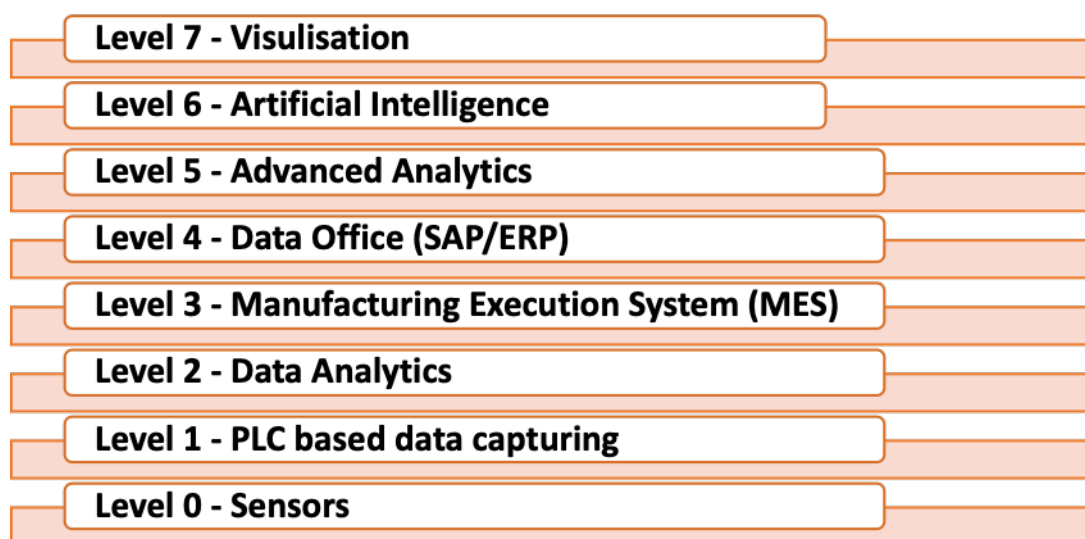 Level 7 - Visulisation
Level 6 - Artificial Intelligence
Level 5 - Advanced Analytics
Level 4 - Data Office (SAP/ERP)
Level 3 - Manufacturing Execution System (MES)
Level 2 - Data Analytics
Level 1 - PLC based data capturing
Level 0 - Sensors